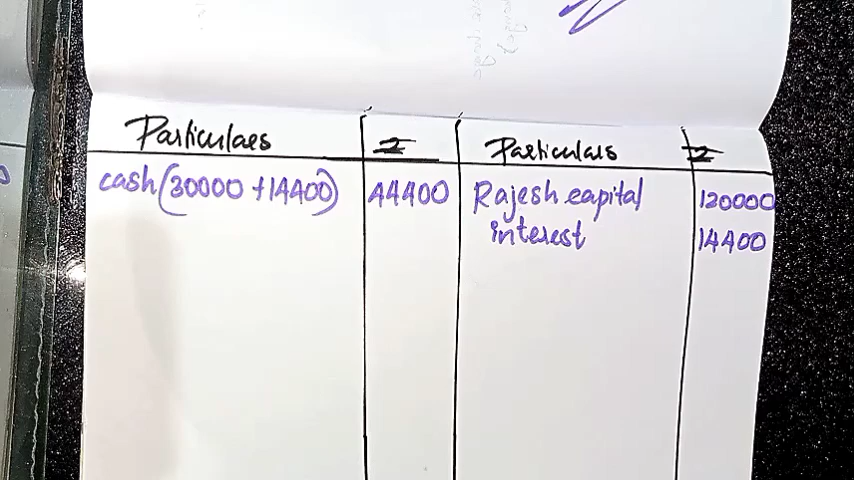 Particulars ₹ Particulars ₹
cash (30000 + 14400) 44400 Rajesh capital 120000
interest 14400